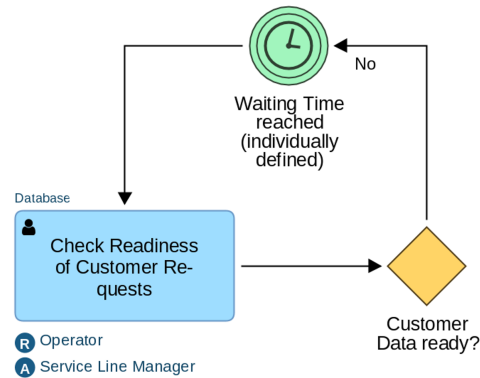 No
Waiting Time
reached
(individually
defined)
Database
Check Readiness
of Customer Re-
quests
Customer
Data ready?
R Operator
A Service Line Manager